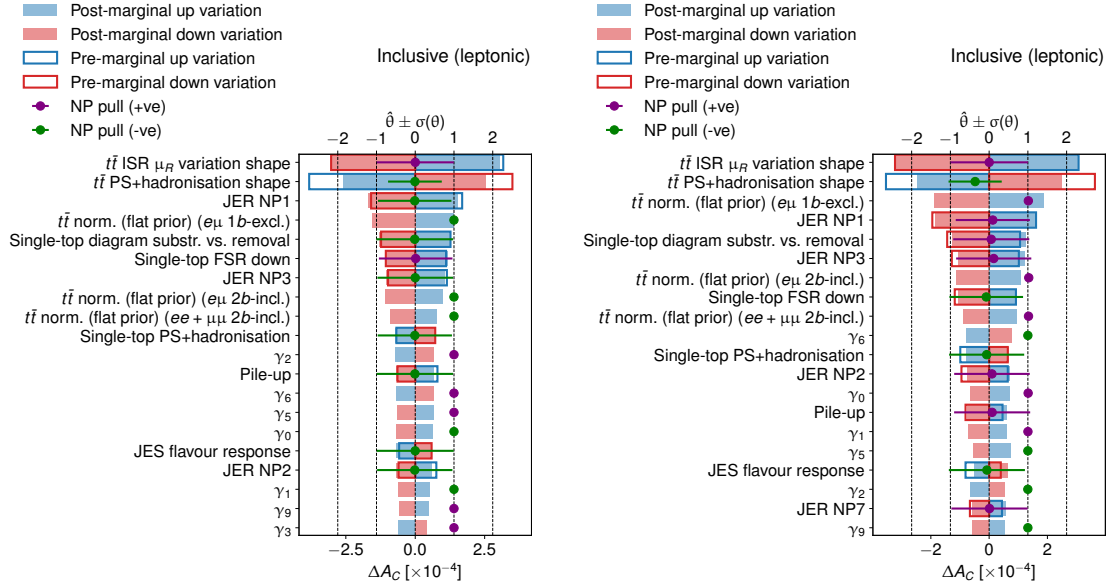 Post-marginal up variation
Post-marginal down variation
Pre-marginal up variation
Pre-marginal down variation
NP pull (+ve)
NP pull (-ve)
Inclusive (leptonic)
θ̂ ± σ(θ)
−2 −1 0 1 2
tt̄ ISR μ_R variation shape
tt̄ PS+hadronisation shape
JER NP1
tt̄ norm. (flat prior) (eμ 1b-excl.)
Single-top diagram substr. vs. removal
Single-top FSR down
JER NP3
tt̄ norm. (flat prior) (eμ 2b-incl.)
tt̄ norm. (flat prior) (ee + μμ 2b-incl.)
Single-top PS+hadronisation
γ₂
Pile-up
γ₆
γ₅
γ₀
JES flavour response
JER NP2
γ₁
γ₉
γ₃
−2.5 0.0 2.5
ΔA_C [×10⁻⁴]
Post-marginal up variation
Post-marginal down variation
Pre-marginal up variation
Pre-marginal down variation
NP pull (+ve)
NP pull (-ve)
Inclusive (leptonic)
θ̂ ± σ(θ)
−2 −1 0 1 2
tt̄ ISR μ_R variation shape
tt̄ PS+hadronisation shape
tt̄ norm. (flat prior) (eμ 1b-excl.)
JER NP1
Single-top diagram substr. vs. removal
JER NP3
tt̄ norm. (flat prior) (eμ 2b-incl.)
Single-top FSR down
tt̄ norm. (flat prior) (ee + μμ 2b-incl.)
γ₆
Single-top PS+hadronisation
JER NP2
γ₀
Pile-up
γ₁
γ₅
JES flavour response
γ₂
JER NP7
γ₉
−2 0 2
ΔA_C [×10⁻⁴]